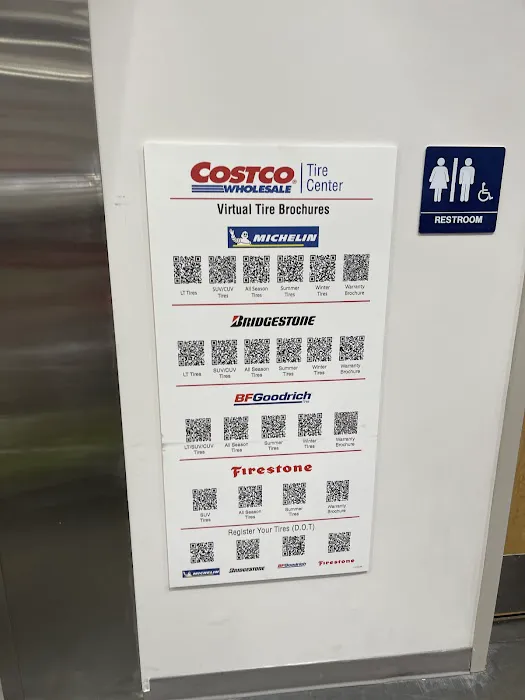 COSTCO
WHOLESALE
Tire
Center
Virtual Tire Brochures
MICHELIN
LT Tires
SUV/CUV
Tires
All Season
Tires
Summer
Tires
Winter
Tires
Warranty
Brochure
BRIDGESTONE
LT Tires
SUV/CUV
Tires
All Season
Tires
Summer
Tires
Winter
Tires
Warranty
Brochure
BFGoodrich
LT/SUV/CUV
Tires
All Season
Tires
Summer
Tires
Winter
Tires
Warranty
Brochure
Firestone
SUV
Tires
All Season
Tires
Summer
Tires
Warranty
Brochure
Register Your Tires (D.O.T)
MICHELIN
BRIDGESTONE
BFGoodrich
Firestone
RESTROOM